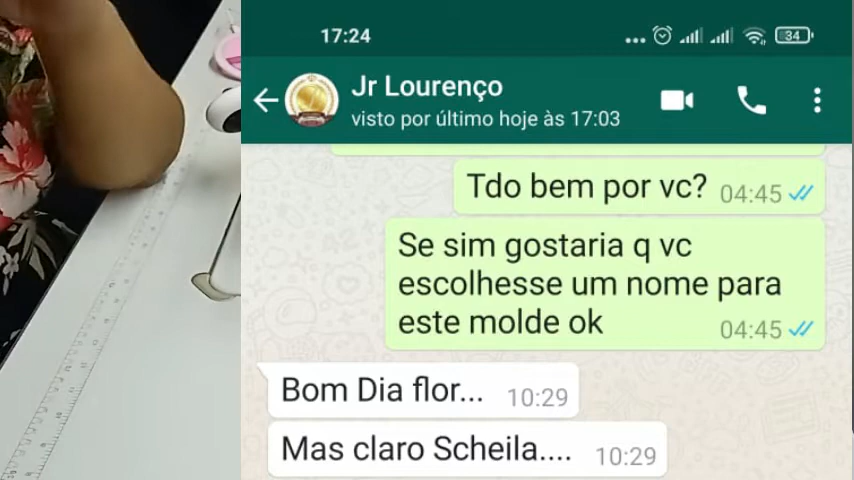 17:24
34
Jr Lourenço
visto por último hoje às 17:03
Tdo bem por vc? 04:45
Se sim gostaria q vc
escolhesse um nome para
este molde ok 04:45
Bom Dia flor... 10:29
Mas claro Scheila.... 10:29